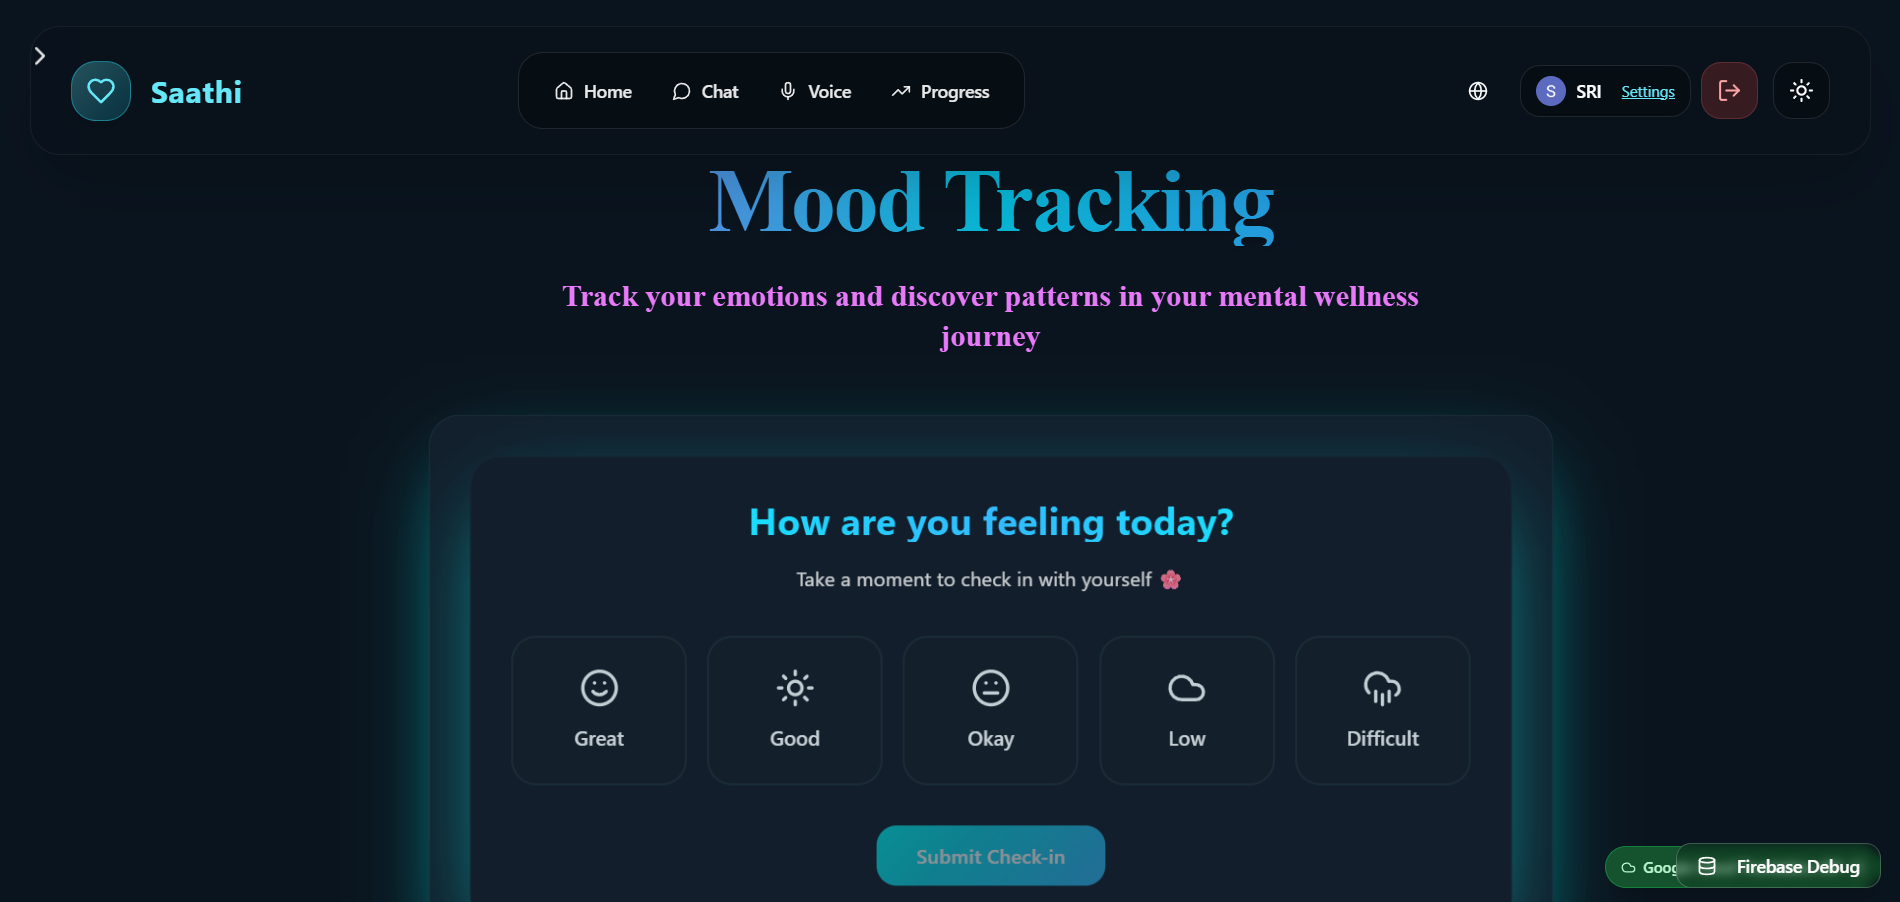 Saathi
Home
Chat
Voice
Progress
S
SRI
Settings
Mood Tracking
Track your emotions and discover patterns in your mental wellness
journey
How are you feeling today?
Take a moment to check in with yourself 🌸
Great
Good
Okay
Low
Difficult
Submit Check-in
Firebase Debug